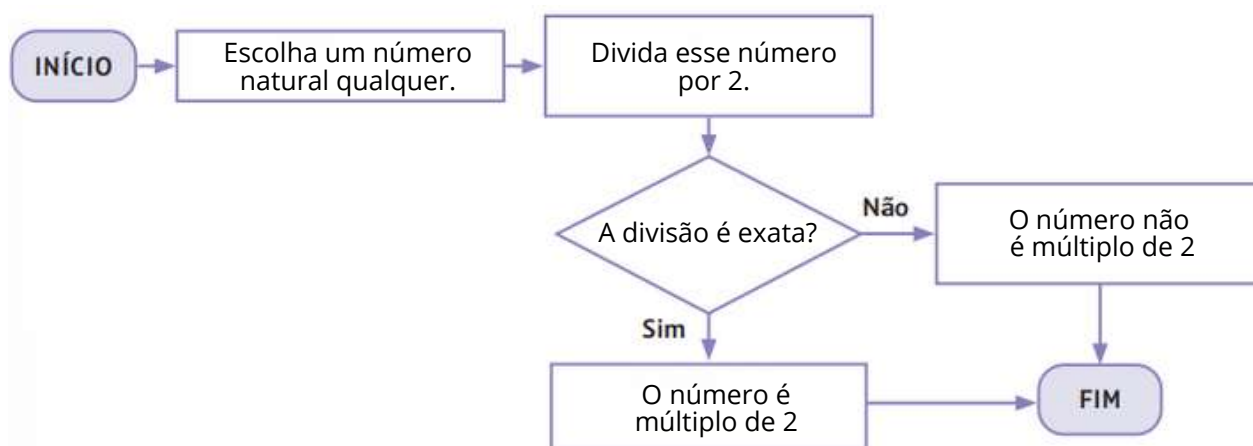 INÍCIO
Escolha um número
natural qualquer.
Divida esse número
por 2.
A divisão é exata?
Não
O número não
é múltiplo de 2
Sim
O número é
múltiplo de 2
FIM